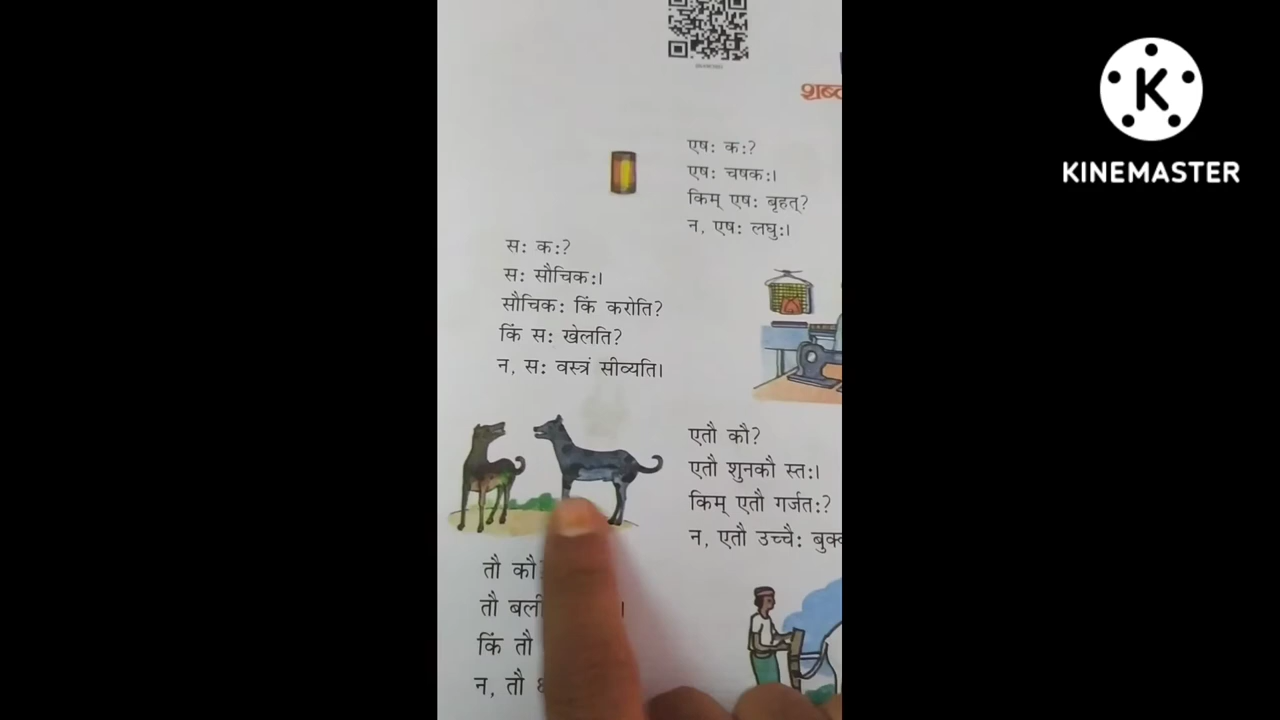 KINEMASTER
एषः कः?
एषः चषकः।
किम् एषः बृहत्?
न, एषः लघुः।
सः कः?
सः सौचिकः।
सौचिकः किं करोति?
किं सः खेलति?
न, सः वस्त्रं सीव्यति।
एतौ कौ?
एतौ शुनकौ स्तः।
किम् एतौ गर्जतः?
न, एतौ उच्चैः
तौ कौ
तौ
किं तौ
न, तौ